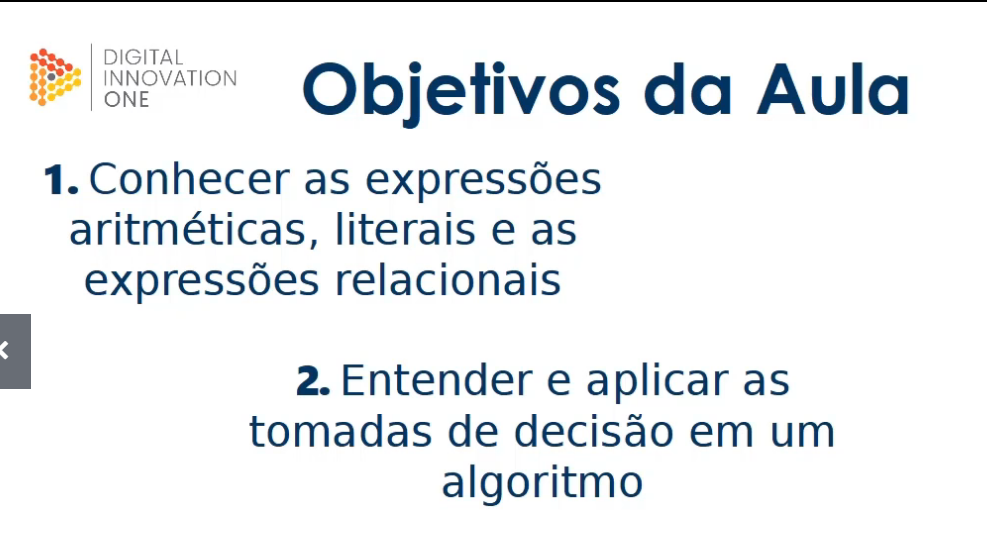 DIGITAL
INNOVATION
ONE
Objetivos da Aula
1. Conhecer as expressões
aritméticas, literais e as
expressões relacionais
2. Entender e aplicar as
tomadas de decisão em um
algoritmo